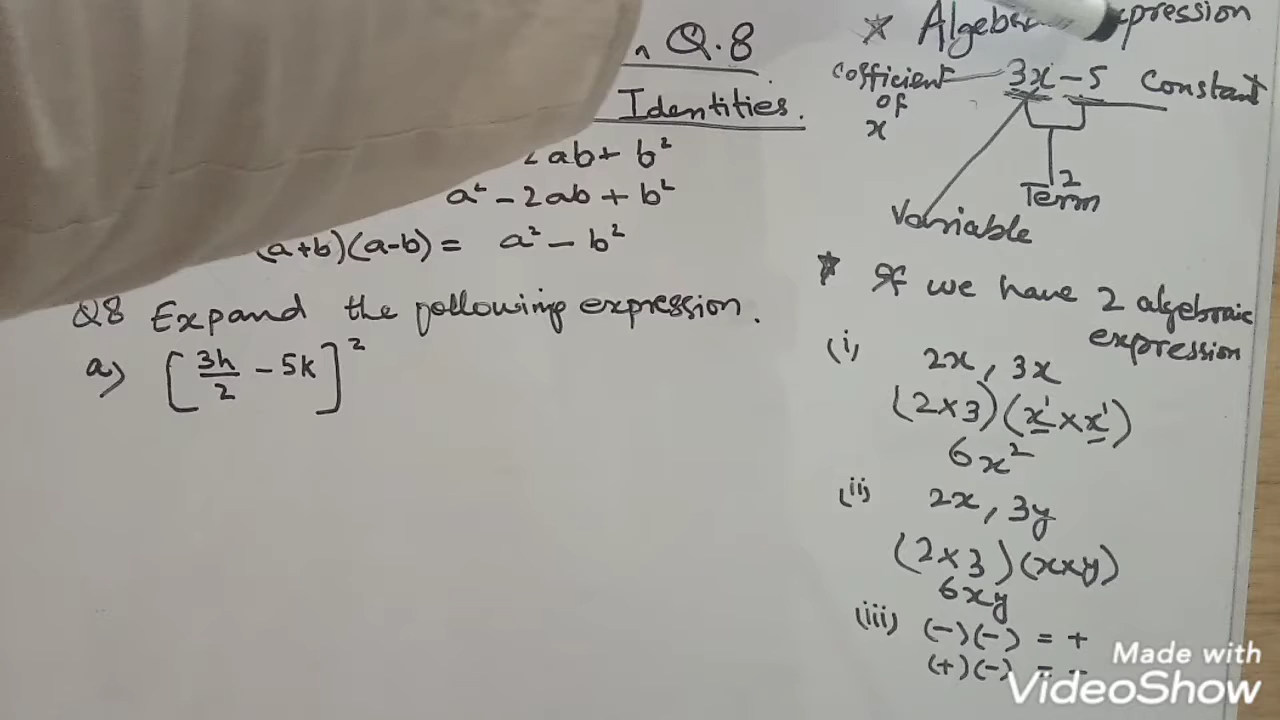 Q.8
Identities.
2ab + b²
a² - 2ab + b²
(a+b)(a-b) = a² - b²
Q8 Expand the following expression.
a) [3h/2 - 5k]²
* Algebraic Expression
Cofficient of x
3x - 5
Constant
2 Term
Variable
* If we have 2 algebraic expression
(i) 2x, 3x
(2×3)(x¹×x¹)
6x²
(ii) 2x, 3y
(2×3)(x×y)
6xy
(iii) (-)(-) = +
(+)(-) = -
Made with
VideoShow